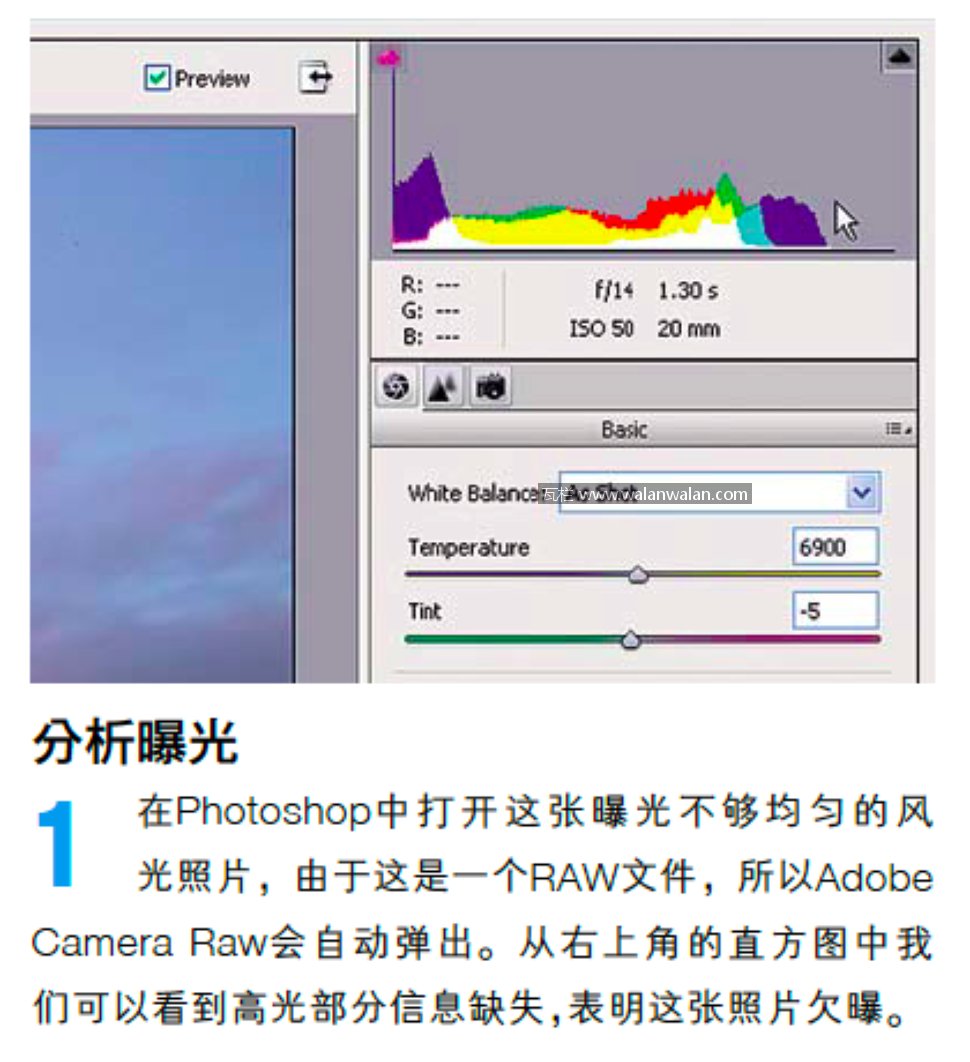 Preview
R: ---
G: ---
B: ---
f/14 1.30 s
ISO 50 20 mm
Basic
White Balance: As Shot
瓦栏 www.walanwalan.com
Temperature 6900
Tint -5
分析曝光
1 在Photoshop中打开这张曝光不够均匀的风
光照片，由于这是一个RAW文件，所以Adobe
Camera Raw会自动弹出。从右上角的直方图中我
们可以看到高光部分信息缺失,表明这张照片欠曝。